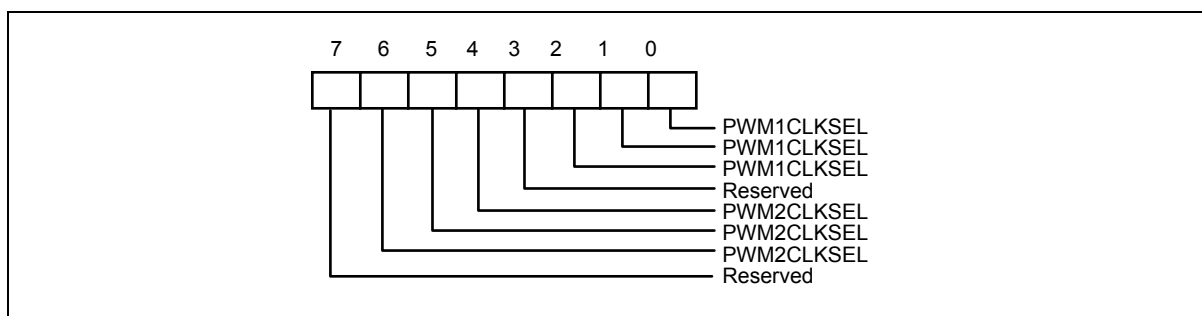 7 6 5 4 3 2 1 0
PWM1CLKSEL
PWM1CLKSEL
PWM1CLKSEL
Reserved
PWM2CLKSEL
PWM2CLKSEL
PWM2CLKSEL
Reserved